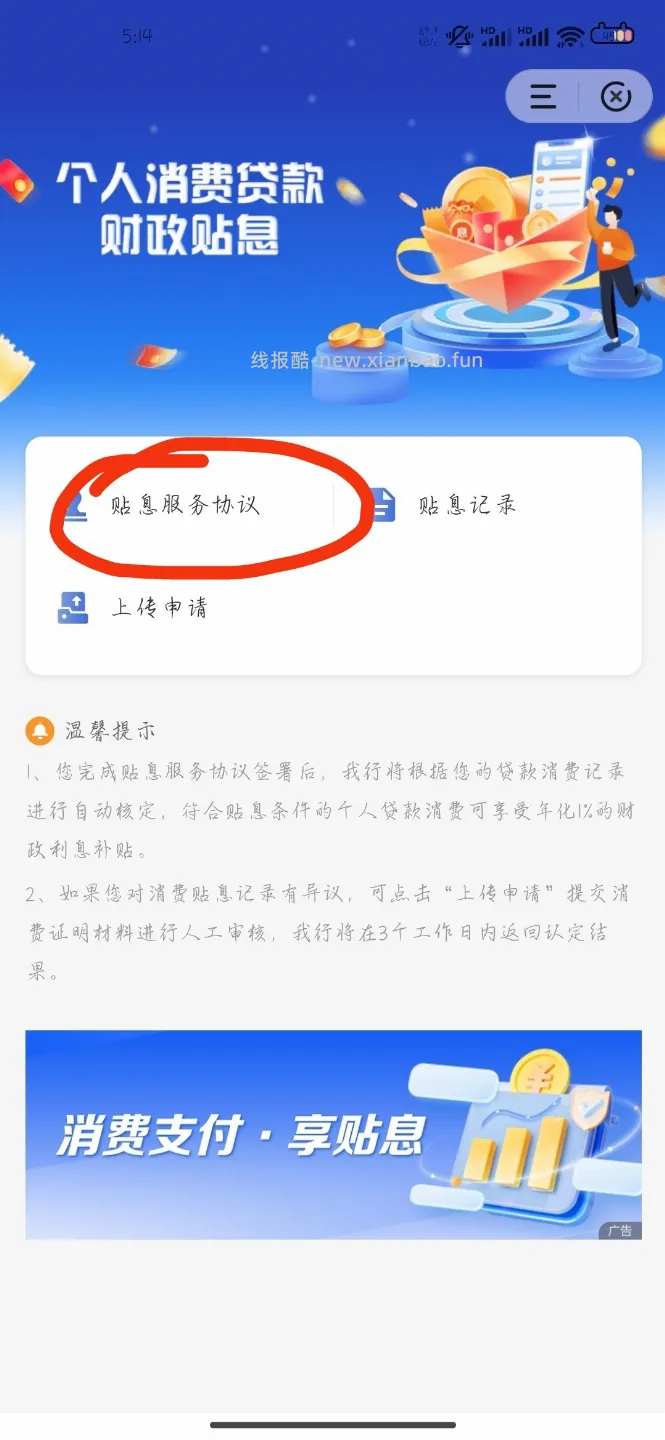 5:14
HD HD
个人消费贷款
财政贴息
息
线报酷-new.xianbao.fun
贴息服务协议 贴息记录
上传申请
温馨提示
1、您完成贴息服务协议签署后，我行将根据您的贷款消费记录
进行自动核定，符合贴息条件的个人贷款消费可享受年化1%的财
政利息补贴。
2、如果您对消费贴息记录有异议，可点击“上传申请”提交消
费证明材料进行人工审核，我行将在3个工作日内返回认定结
果。
消费支付·享贴息
广告